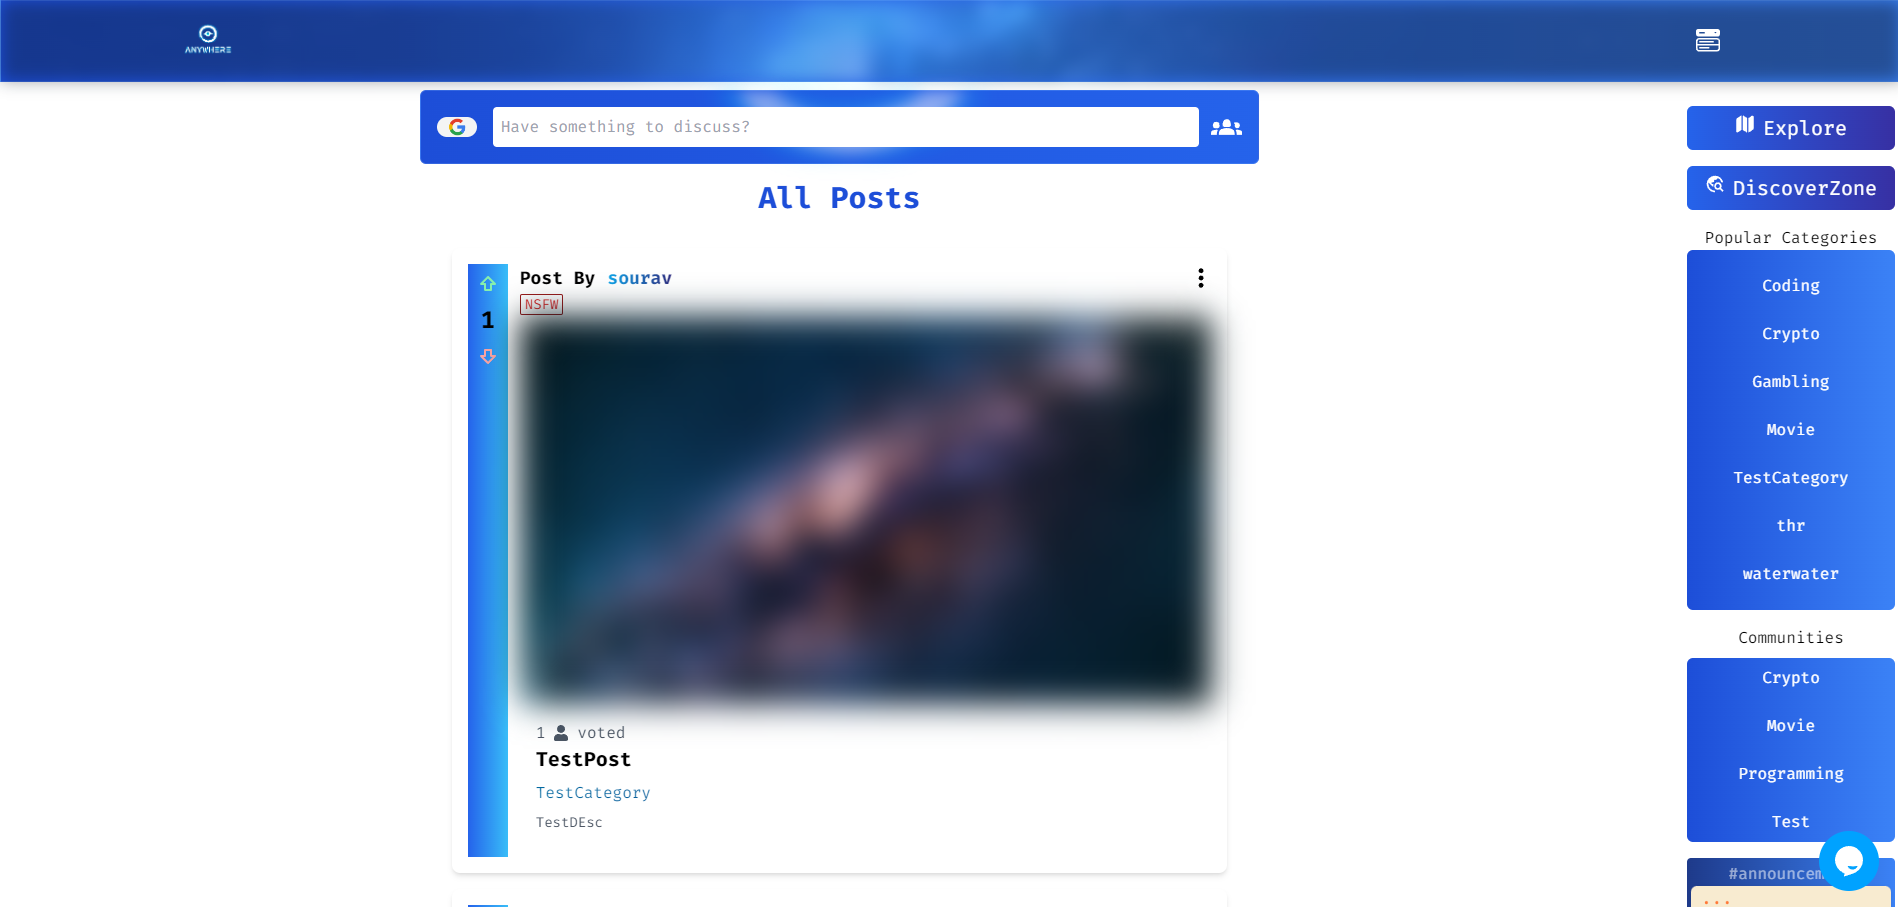 ANYWHERE
Have something to discuss?
All Posts
Post By sourav
NSFW
1
1 voted
TestPost
TestCategory
TestDEsc
Explore
DiscoverZone
Popular Categories
Coding
Crypto
Gambling
Movie
TestCategory
thr
waterwater
Communities
Crypto
Movie
Programming
Test
...